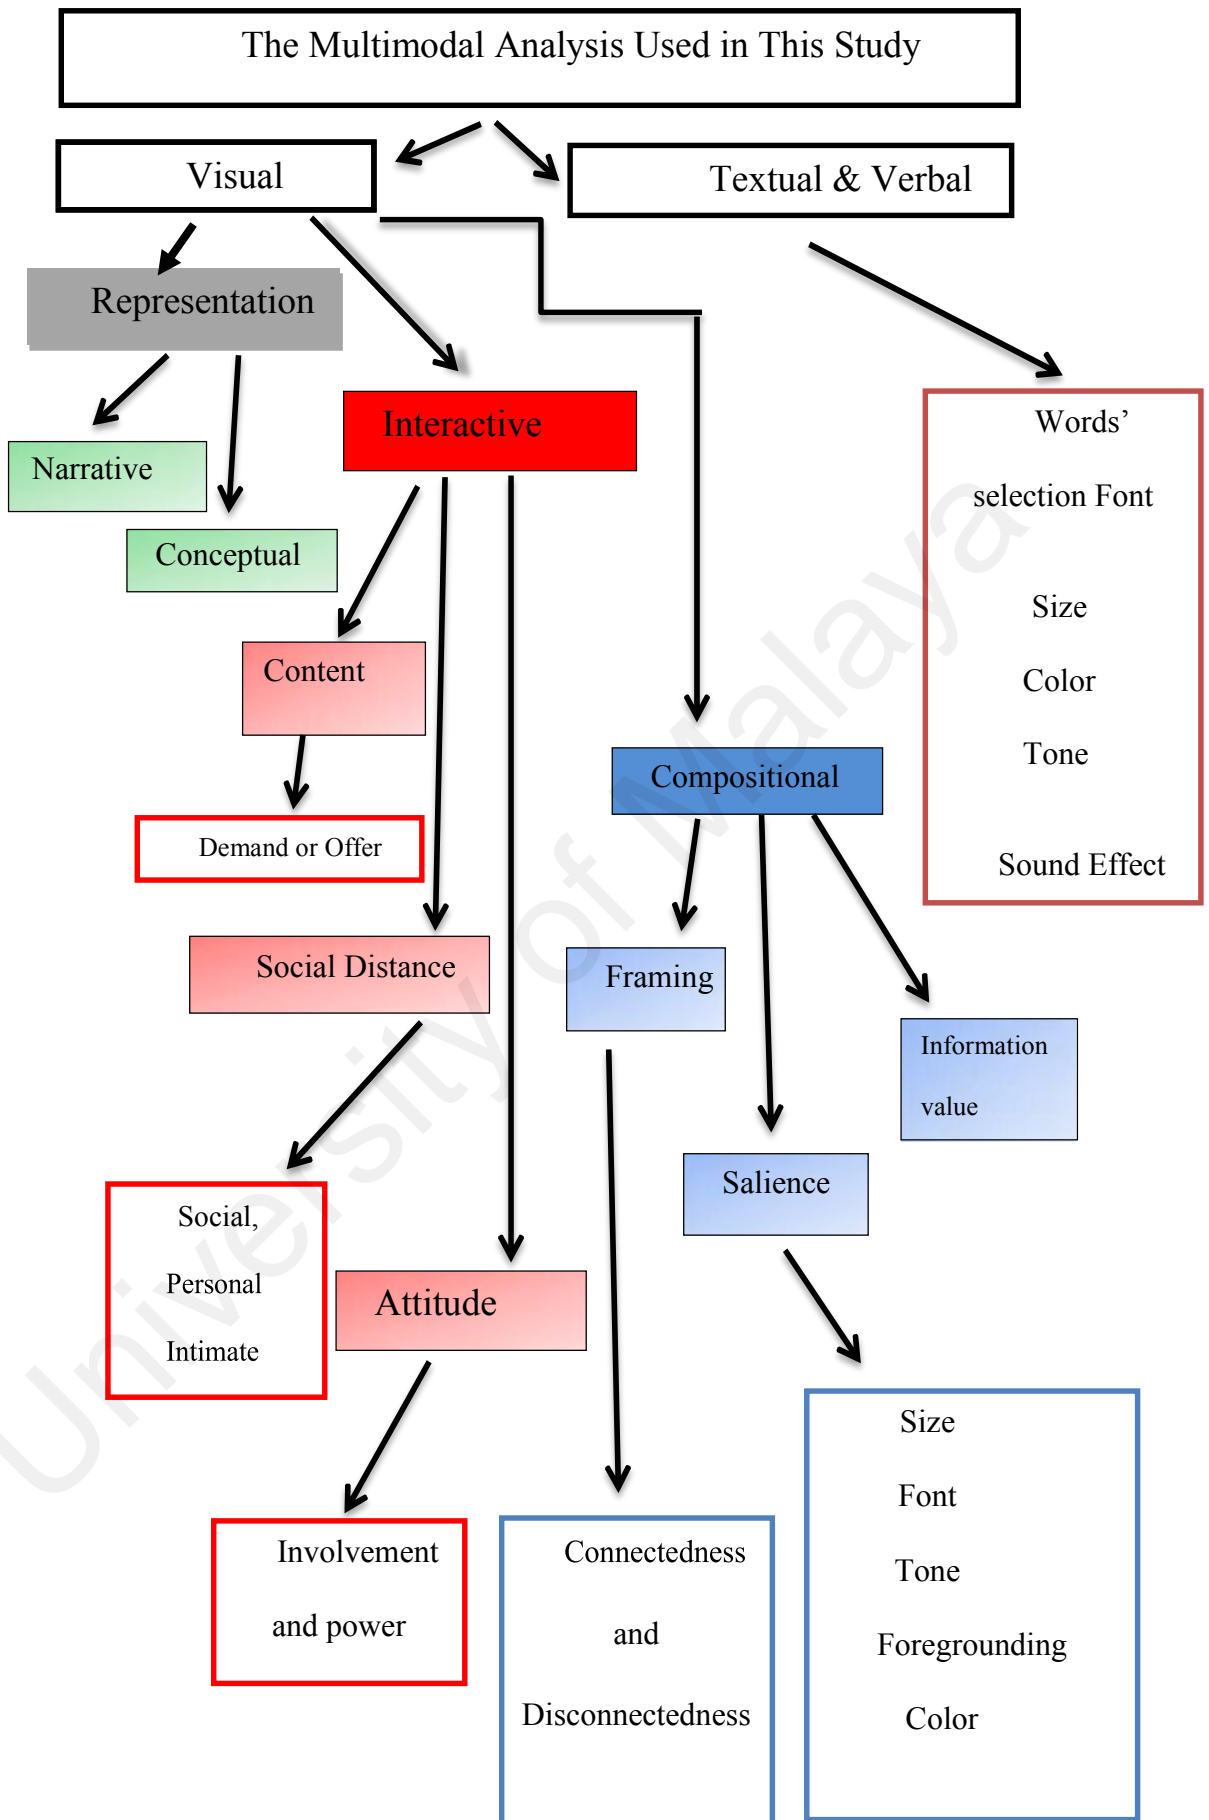 The Multimodal Analysis Used in This Study
Visual
Textual & Verbal
Representation
Narrative
Conceptual
Interactive
Content
Demand or Offer
Social Distance
Social,
Personal
Intimate
Attitude
Involvement
and power
Compositional
Framing
Connectedness
and
Disconnectedness
Salience
Size
Font
Tone
Foregrounding
Color
Information
value
Words’
selection Font
Size
Color
Tone
Sound Effect
University of Malaya